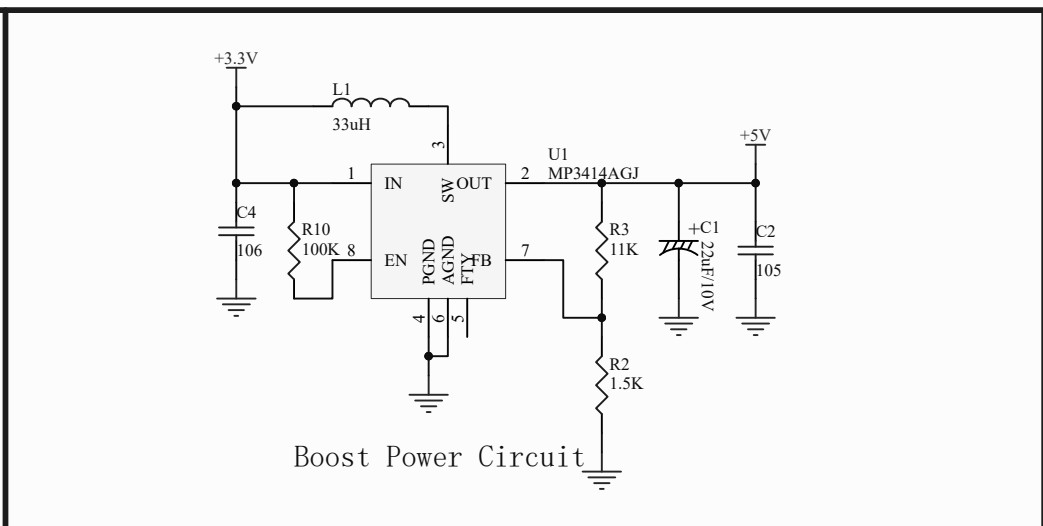 +3.3V
L1
33uH
3
+5V
U1
MP3414AGJ
1
IN
SW
OUT
2
C4
106
R10
100K
8
EN
PGND
AGND
FTY
FB
7
R3
11K
+
C1
22uF/10V
C2
105
4
6
5
R2
1.5K
Boost Power Circuit